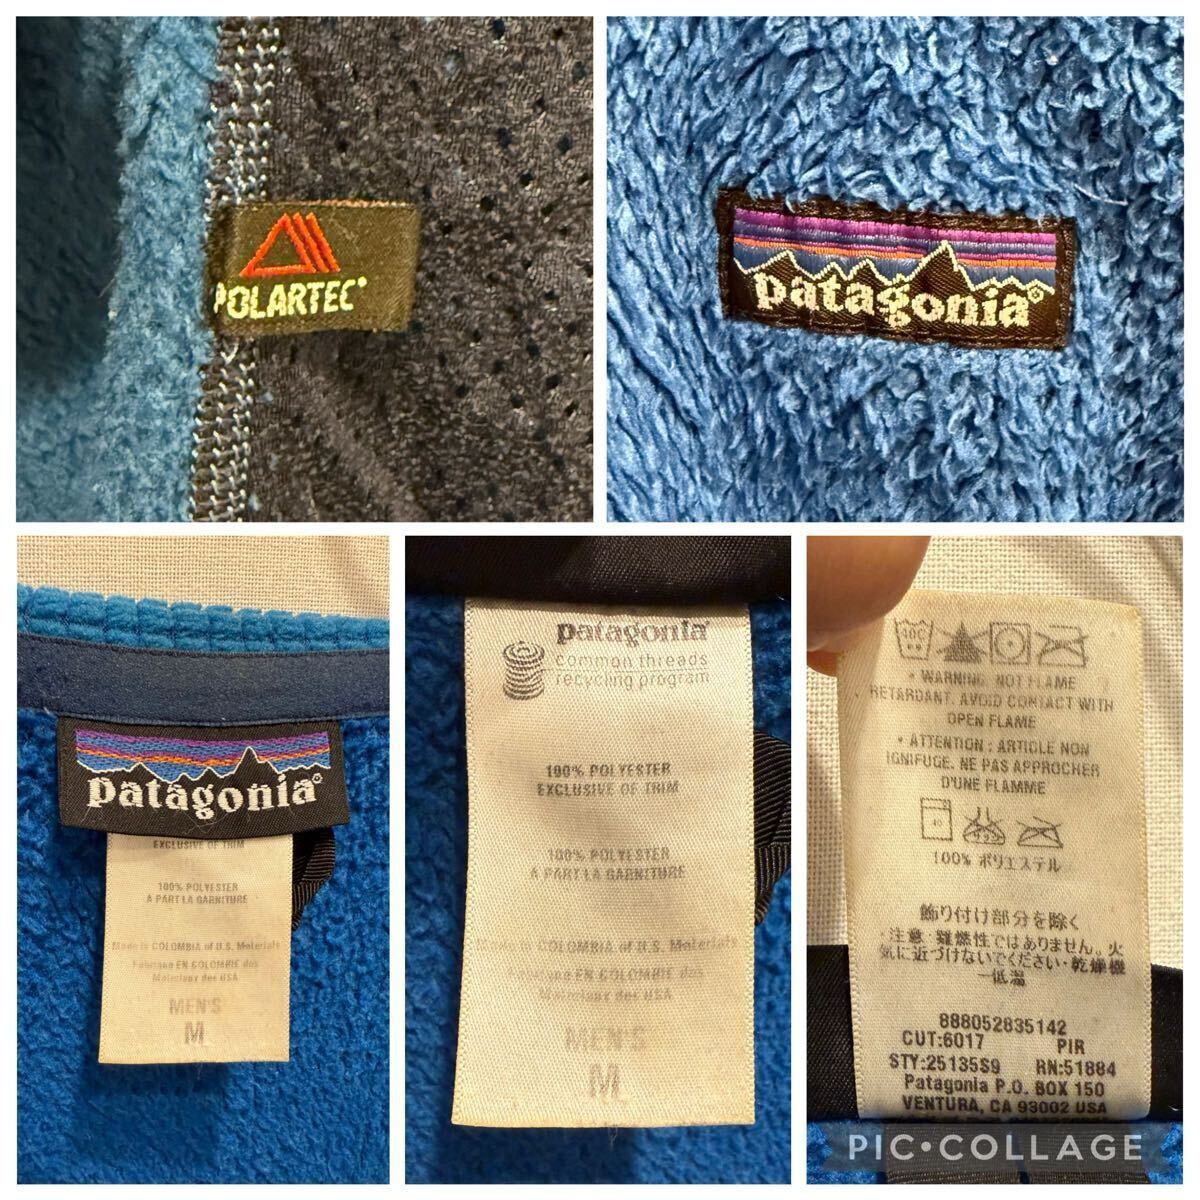 POLARTEC®
patagonia®
patagonia®
EXCLUSIVE OF TRIM
100% POLYESTER
A PART LA GARNITURE
Made in COLOMBIA of U.S. Materials
Fabrique EN COLOMBIE des
Materiaux des USA
MEN'S
M
patagonia®
common threads
recycling program
100% POLYESTER
EXCLUSIVE OF TRIM
100% POLYESTER
A PART LA GARNITURE
Made in COLOMBIA of U.S. Materials
Fabrique EN COLOMBIE des
Materiaux des USA
MEN'S
M
40C
* WARNING: NOT FLAME
RETARDANT. AVOID CONTACT WITH
OPEN FLAME
* ATTENTION : ARTICLE NON
IGNIFUGE. NE PAS APPROCHER
D'UNE FLAMME
40
100% ポリエステル
飾り付け部分を除く
・注意：難燃性ではありません。火
気に近づけないでください・乾燥機
ー低温
888052835142
CUT:6017 PIR
STY:25135S9 RN:51884
Patagonia P.O. BOX 150
VENTURA, CA 93002 USA
PIC•COLLAGE